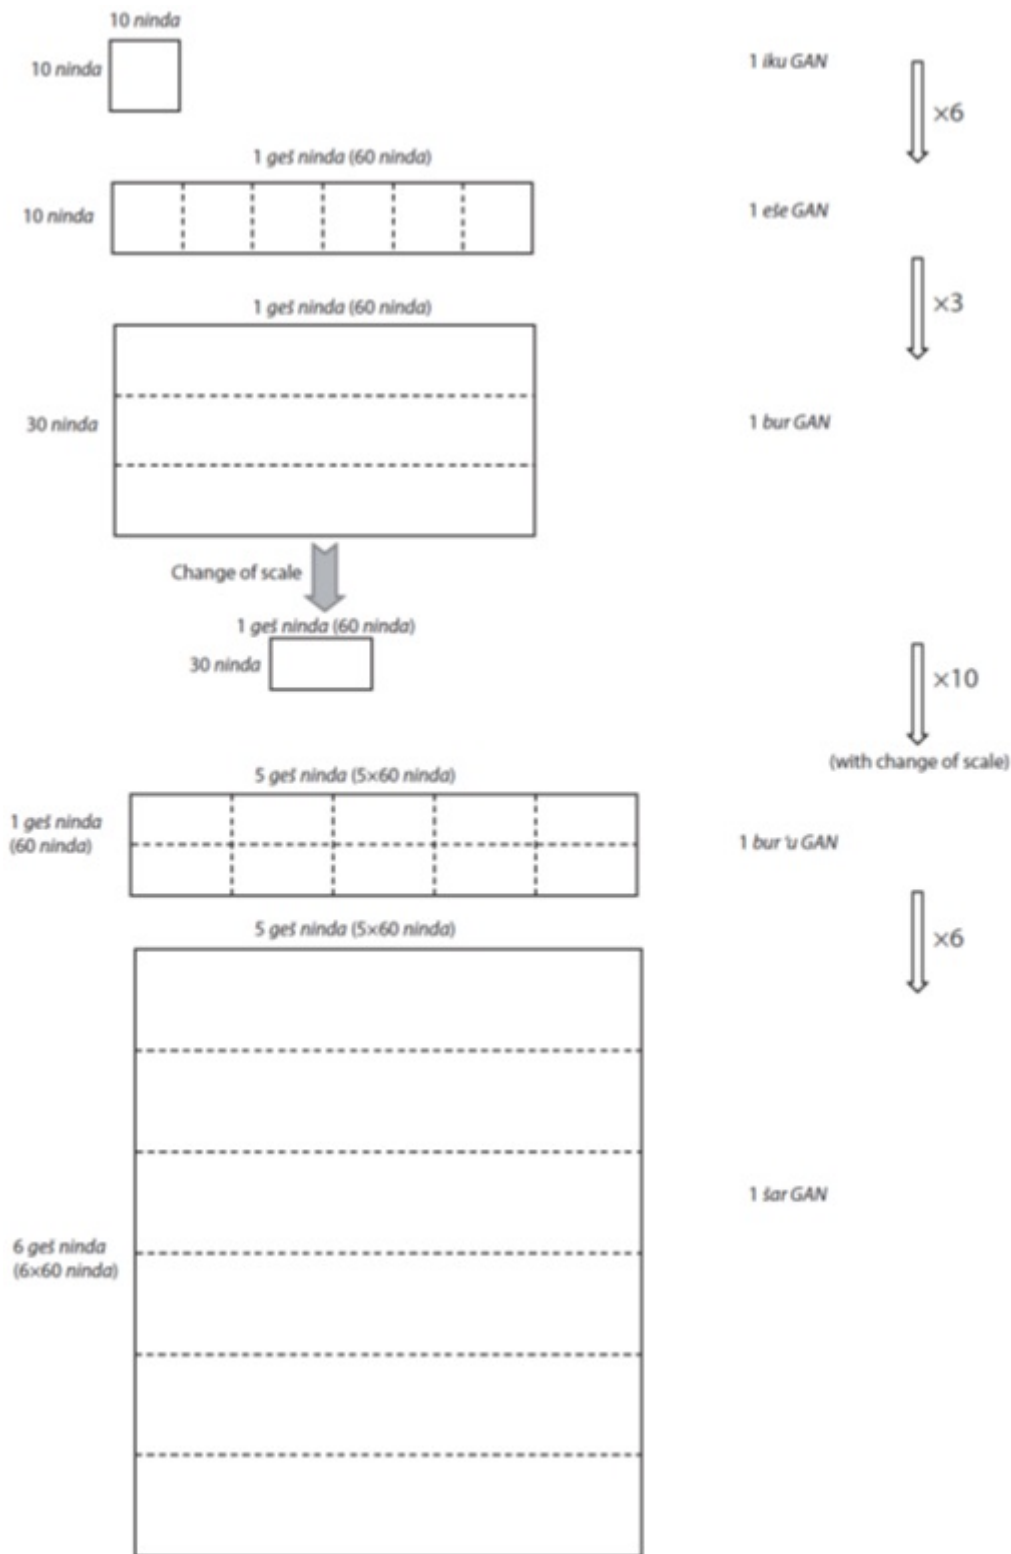 10 ninda
10 ninda
1 iku GAN
×6
1 geš ninda (60 ninda)
10 ninda
1 eše GAN
×3
1 geš ninda (60 ninda)
30 ninda
1 bur GAN
Change of scale
1 geš ninda (60 ninda)
30 ninda
×10
(with change of scale)
5 geš ninda (5×60 ninda)
1 geš ninda
(60 ninda)
1 bur'u GAN
5 geš ninda (5×60 ninda)
×6
1 šar GAN
6 geš ninda
(6×60 ninda)